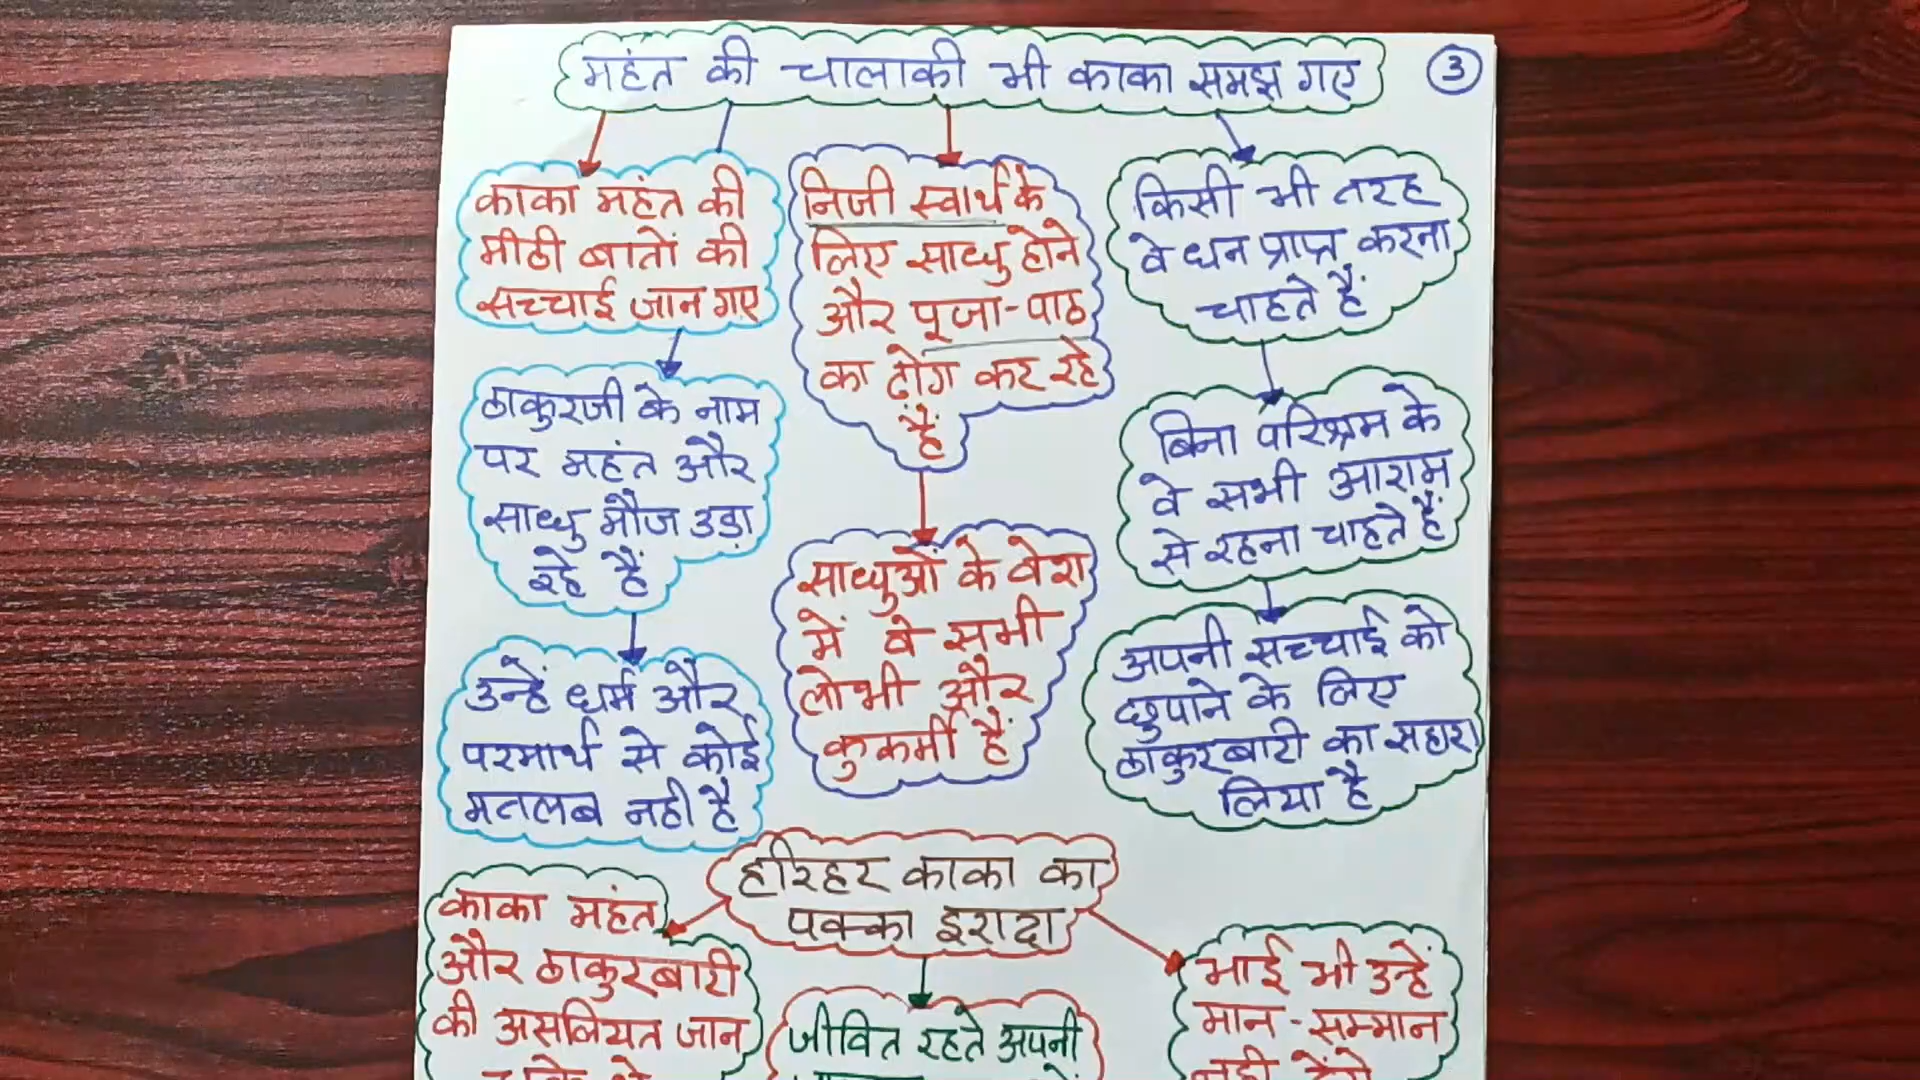 महंत की चालाकी भी काका समझ गए
3
काका महंत की
मीठी बातों की
सच्चाई जान गए
ठाकुरजी के नाम
पर महंत और
साधु मौज उड़ा
रहे हैं
उन्हें धर्म और
परमार्थ से कोई
मतलब नही है
निजी स्वार्थ के
लिए साधु होने
और पूजा-पाठ
का ढोंग कर रहे
हैं
साधुओं के वेश
में वे सभी
लोभी और
कुकर्मी हैं
किसी भी तरह
वे धन प्राप्त करना
चाहते हैं
बिना परिश्रम के
वे सभी आराम
से रहना चाहते हैं
अपनी सच्चाई को
छुपाने के लिए
ठाकुरबारी का सहारा
लिया है
हरिहर काका का
पक्का इरादा
काका महंत
और ठाकुरबारी
की असलियत जान
जीवित रहते अपनी
भाई भी उन्हें
मान-सम्मान